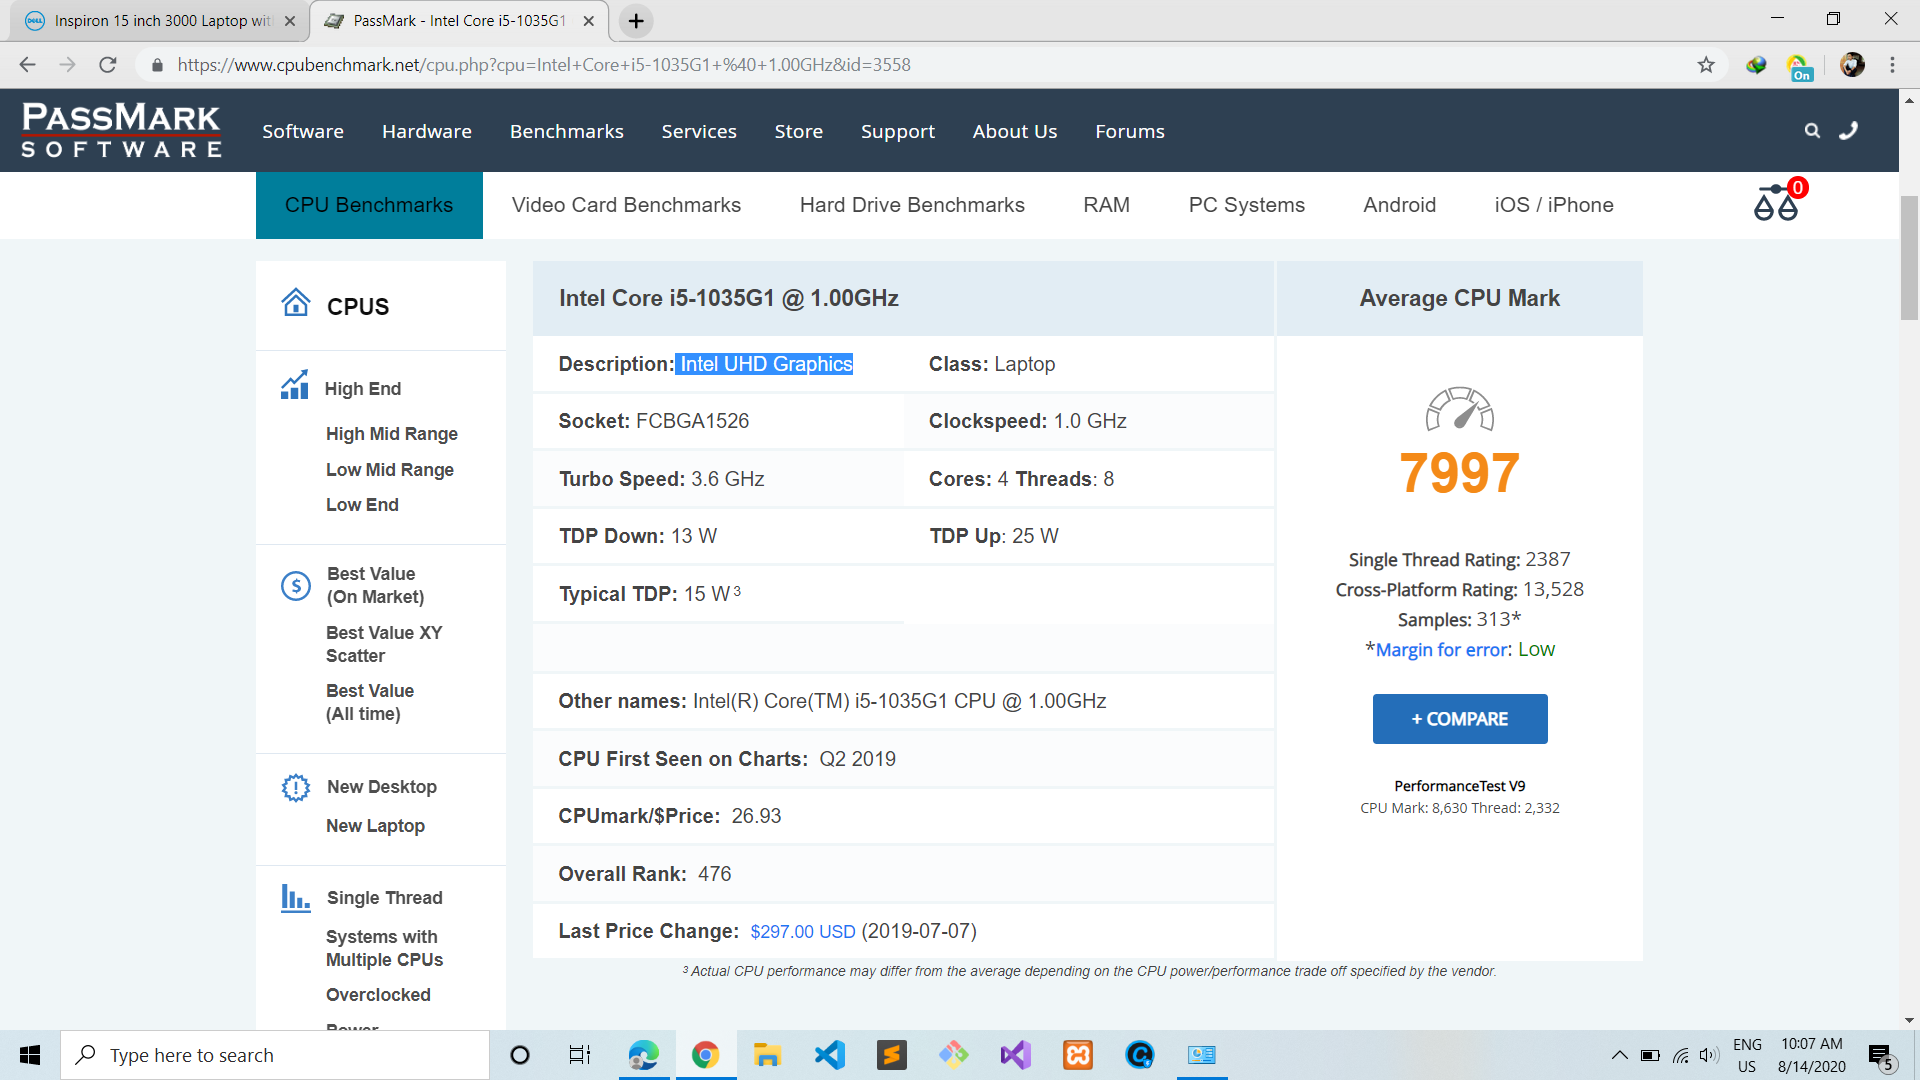 Inspiron 15 inch 3000 Laptop wit
PassMark - Intel Core i5-1035G1
https://www.cpubenchmark.net/cpu.php?cpu=Intel+Core+i5-1035G1+%40+1.00GHz&id=3558
On
PASSMARK
SOFTWARE
Software
Hardware
Benchmarks
Services
Store
Support
About Us
Forums
CPU Benchmarks
Video Card Benchmarks
Hard Drive Benchmarks
RAM
PC Systems
Android
iOS / iPhone
0
CPUS
High End
High Mid Range
Low Mid Range
Low End
Best Value
(On Market)
Best Value XY
Scatter
Best Value
(All time)
New Desktop
New Laptop
Single Thread
Systems with
Multiple CPUs
Overclocked
Power
Intel Core i5-1035G1 @ 1.00GHz
Description: Intel UHD Graphics
Class: Laptop
Socket: FCBGA1526
Clockspeed: 1.0 GHz
Turbo Speed: 3.6 GHz
Cores: 4 Threads: 8
TDP Down: 13 W
TDP Up: 25 W
Typical TDP: 15 W 3
Other names: Intel(R) Core(TM) i5-1035G1 CPU @ 1.00GHz
CPU First Seen on Charts: Q2 2019
CPUmark/$Price: 26.93
Overall Rank: 476
Last Price Change: $297.00 USD (2019-07-07)
3 Actual CPU performance may differ from the average depending on the CPU power/performance trade off specified by the vendor.
Average CPU Mark
7997
Single Thread Rating: 2387
Cross-Platform Rating: 13,528
Samples: 313*
*Margin for error: Low
+ COMPARE
PerformanceTest V9
CPU Mark: 8,630 Thread: 2,332
Type here to search
ENG
US
10:07 AM
8/14/2020
5